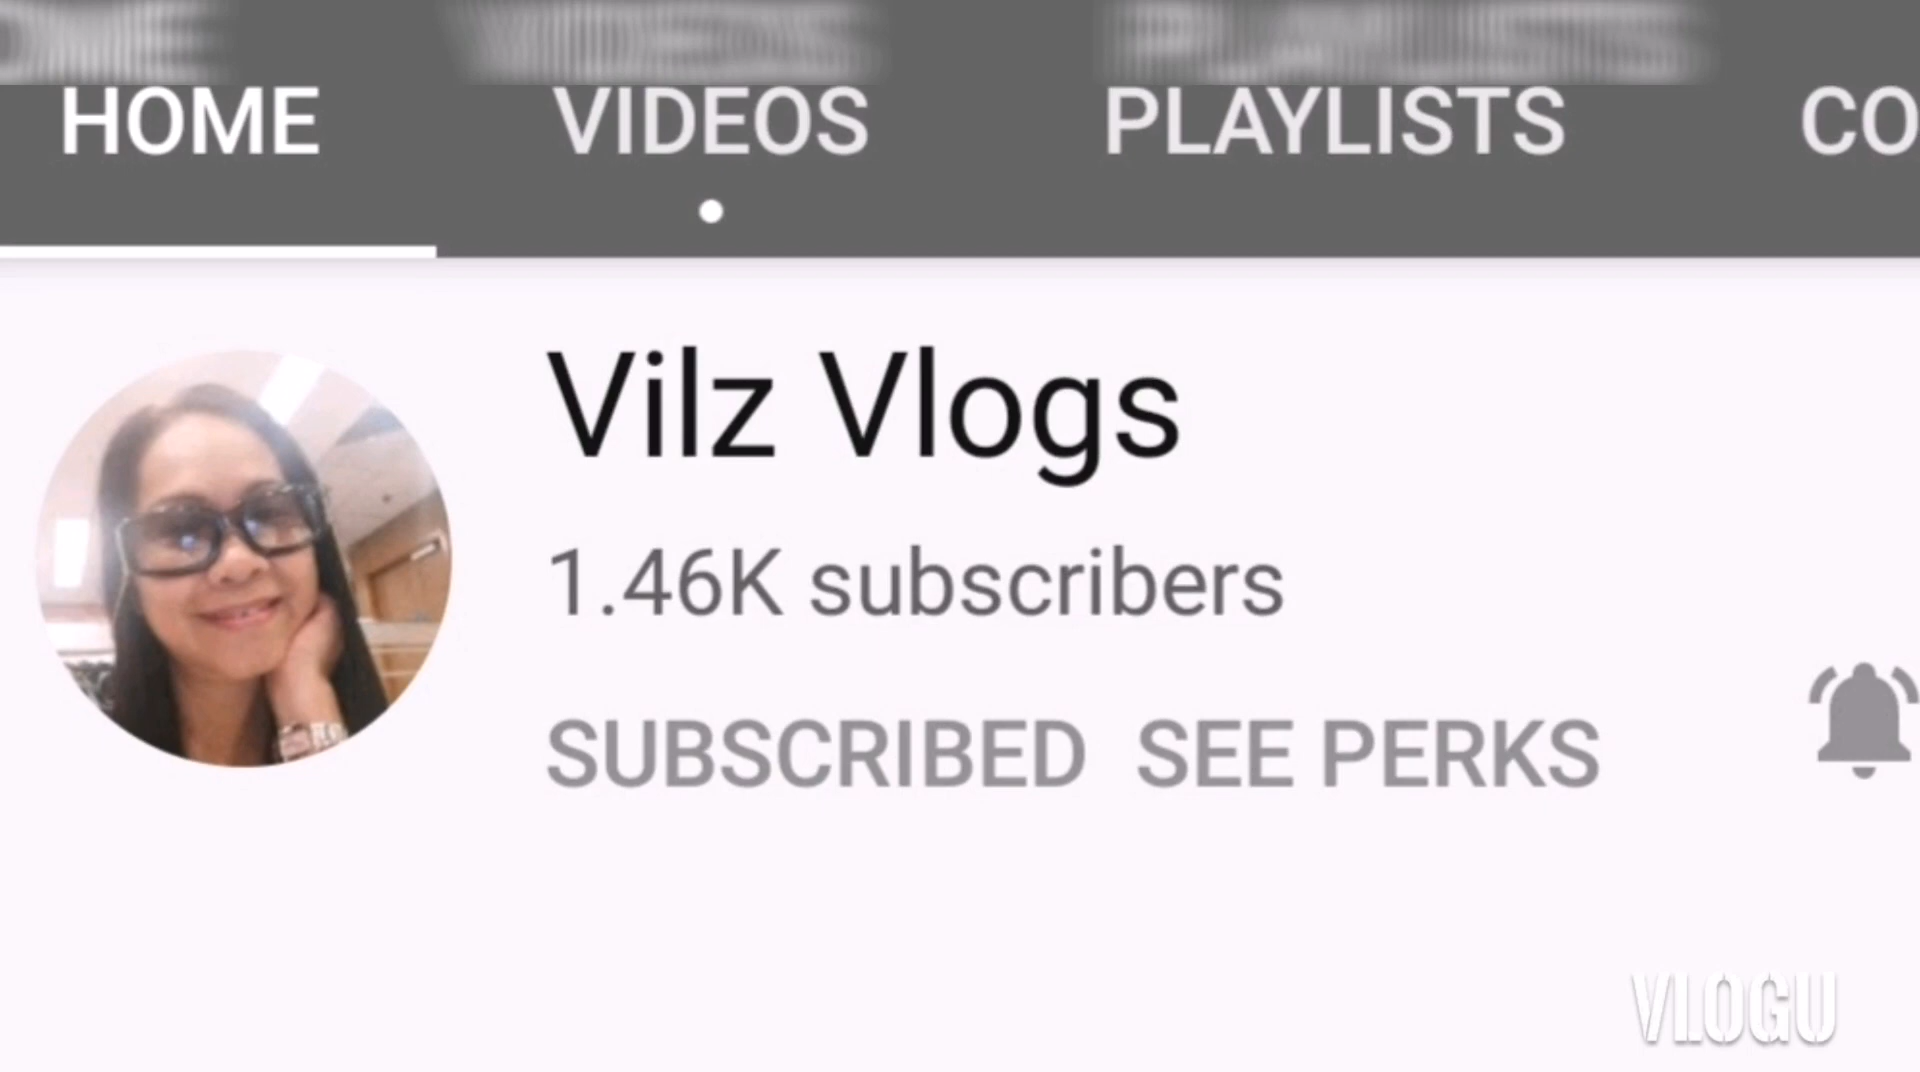 HOME VIDEOS PLAYLISTS CO
Vilz Vlogs
1.46K subscribers
SUBSCRIBED SEE PERKS
VLOGU